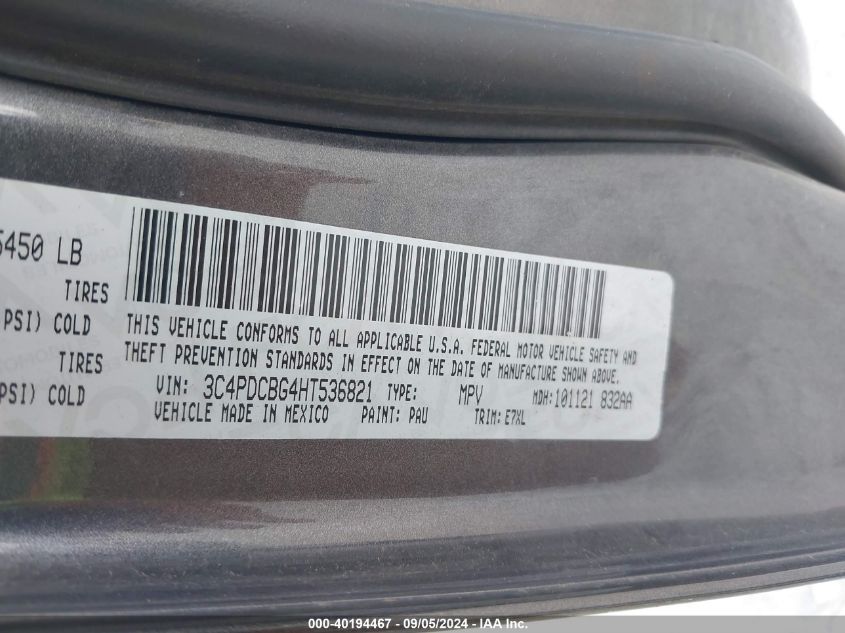 5450 LB
TIRES
PSI) COLD
TIRES
PSI) COLD
THIS VEHICLE CONFORMS TO ALL APPLICABLE U.S.A. FEDERAL MOTOR VEHICLE SAFETY AND
THEFT PREVENTION STANDARDS IN EFFECT ON THE DATE OF MANUFACTURE SHOWN ABOVE.
VIN: 3C4PDCBG4HT536821 TYPE: MPV MDH:101121 832AA
VEHICLE MADE IN MEXICO PAINT: PAU TRIM: E7XL
000-40194467 - 09/05/2024 - IAA Inc.